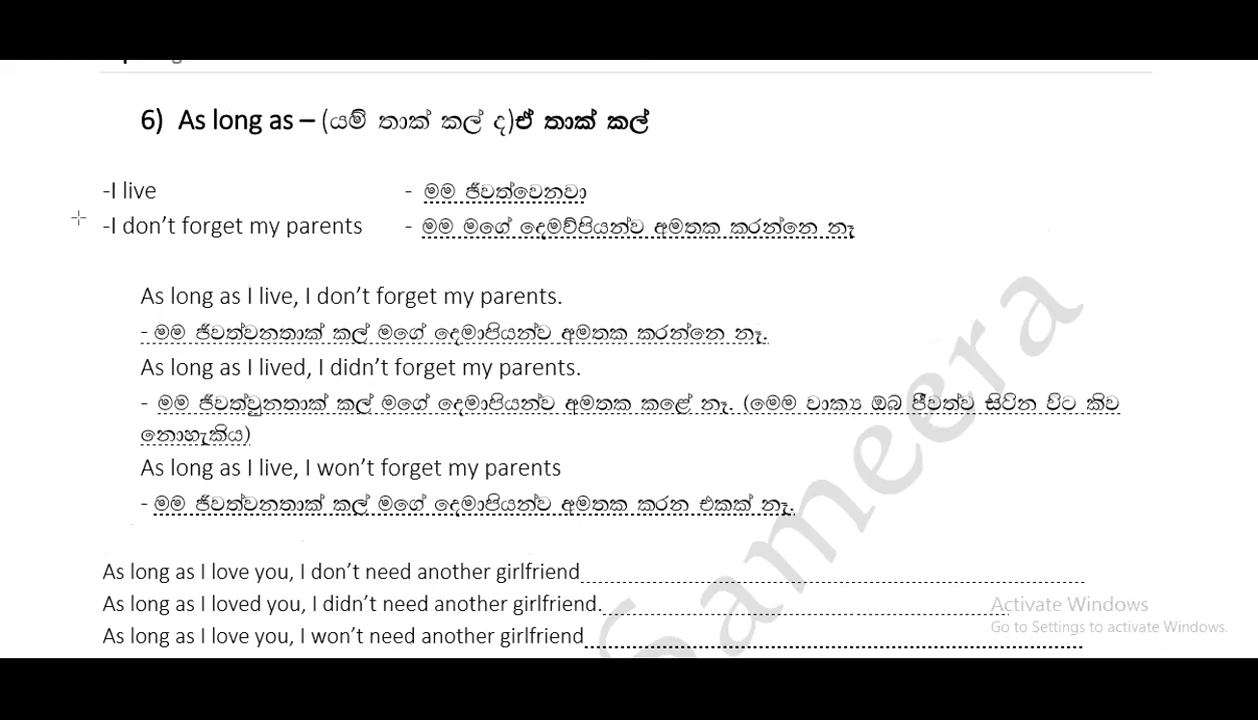 6) As long as – (යම් තාක් කල් ද)ඒ තාක් කල්
-I live - මම ජීවත්වෙනවා
-I don't forget my parents - මම මගේ දෙමව්පියන්ව අමතක කරන්නෙ නෑ
As long as I live, I don't forget my parents.
- මම ජීවත්වනතාක් කල් මගේ දෙමාපියන්ව අමතක කරන්නෙ නෑ.
As long as I lived, I didn't forget my parents.
- මම ජීවත්වුනතාක් කල් මගේ දෙමාපියන්ව අමතක කළේ නෑ. (මෙම වාක්‍ය ඔබ ජීවත්ව සිටින විට කිව
නොහැකිය)
As long as I live, I won't forget my parents
- මම ජීවත්වනතාක් කල් මගේ දෙමාපියන්ව අමතක කරන එකක් නෑ.
As long as I love you, I don't need another girlfriend
As long as I loved you, I didn't need another girlfriend.
As long as I love you, I won't need another girlfriend
Sameera
Activate Windows
Go to Settings to activate Windows.